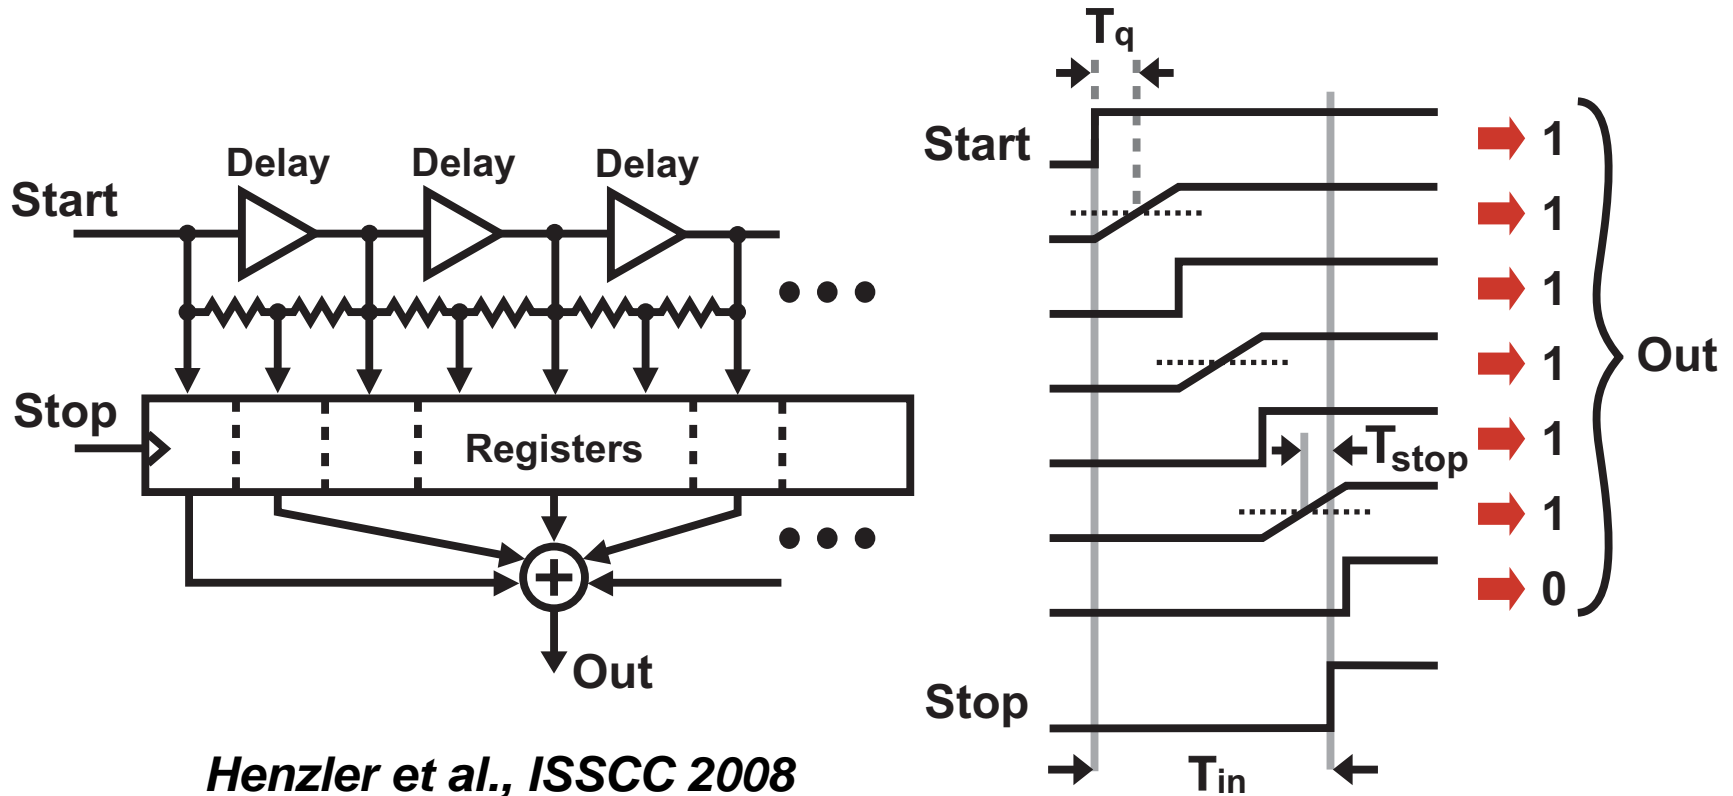 Delay Delay Delay
Start
Stop
Registers
Out
Henzler et al., ISSCC 2008
Tq
Start 1
1
1
1
Out
1
Tstop
1
0
Stop
Tin